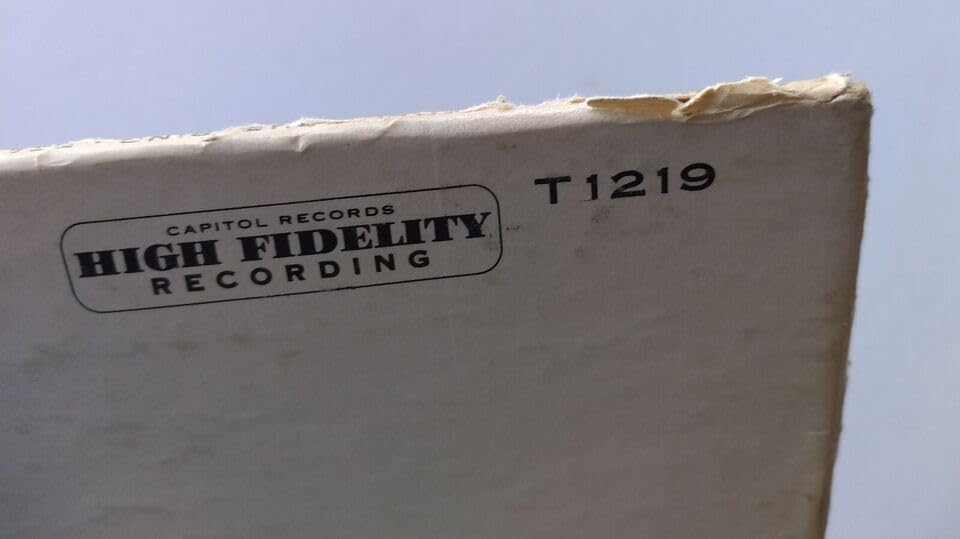 CAPITOL RECORDS
HIGH FIDELITY
RECORDING
T1219